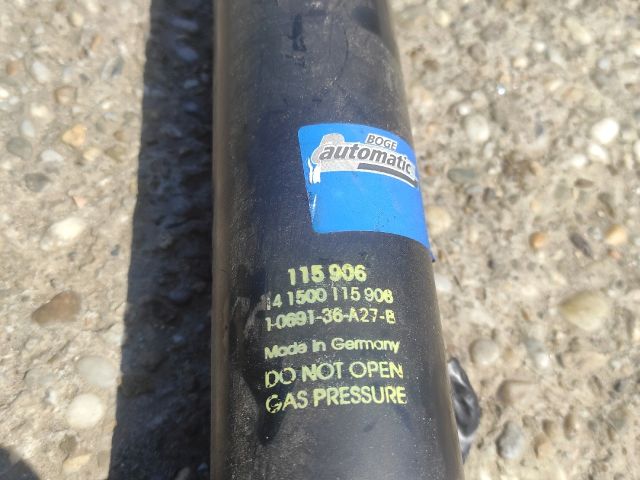 BOGE
automatic
115 906
14 1500 115 906
1-0691-36-A27-B
Made in Germany
DO NOT OPEN
GAS PRESSURE